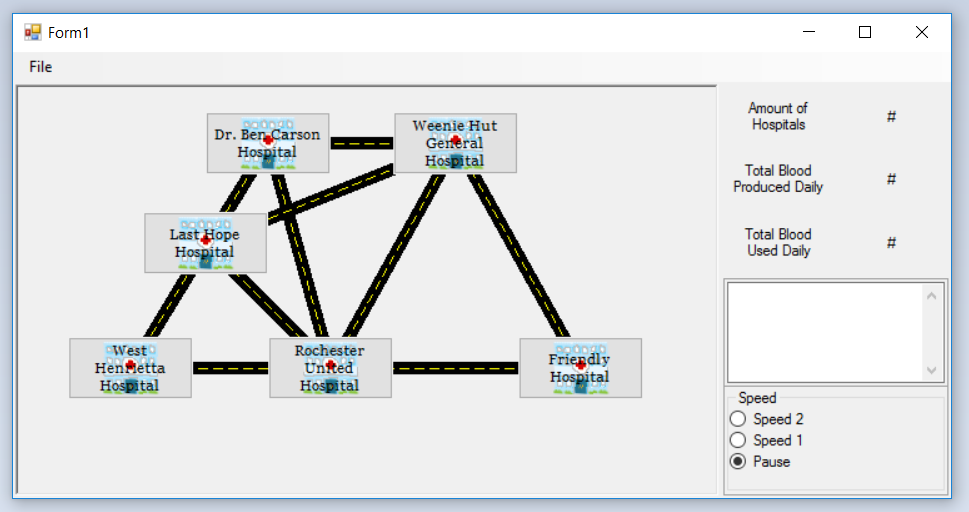 Form1
File
Dr. Ben Carson
Hospital
Weenie Hut
General
Hospital
Last Hope
Hospital
West
Henrietta
Hospital
Rochester
United
Hospital
Friendly
Hospital
Amount of
Hospitals
#
Total Blood
Produced Daily
#
Total Blood
Used Daily
#
Speed
Speed 2
Speed 1
Pause